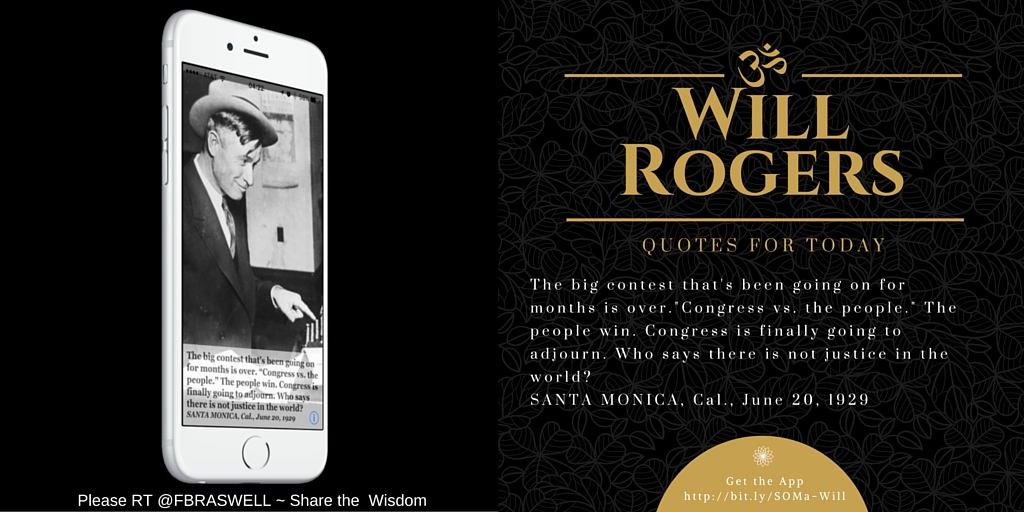 AT&T
04:22
The big contest that's been going on
for months is over. "Congress vs. the
people." The people win. Congress is
finally going to adjourn. Who says
there is not justice in the world?
SANTA MONICA, Cal., June 20, 1929
Please RT @FBRASWELL ~ Share the Wisdom
ॐ
WILL
ROGERS
QUOTES FOR TODAY
The big contest that's been going on for
months is over."Congress vs. the people." The
people win. Congress is finally going to
adjourn. Who says there is not justice in the
world?
SANTA MONICA, Cal., June 20, 1929
Get the App
http://bit.ly/SOMa-Will